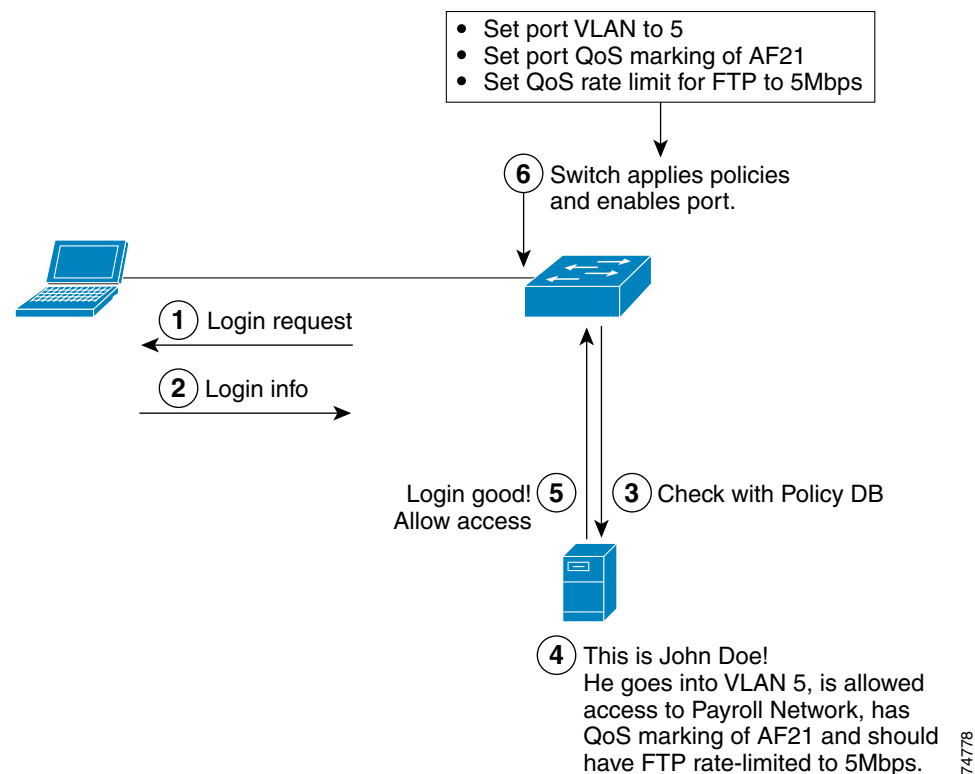 • Set port VLAN to 5
• Set port QoS marking of AF21
• Set QoS rate limit for FTP to 5Mbps
6 Switch applies policies
and enables port.
1 Login request
2 Login info
Login good! 5
Allow access
3 Check with Policy DB
4 This is John Doe!
He goes into VLAN 5, is allowed
access to Payroll Network, has
QoS marking of AF21 and should
have FTP rate-limited to 5Mbps.
74778